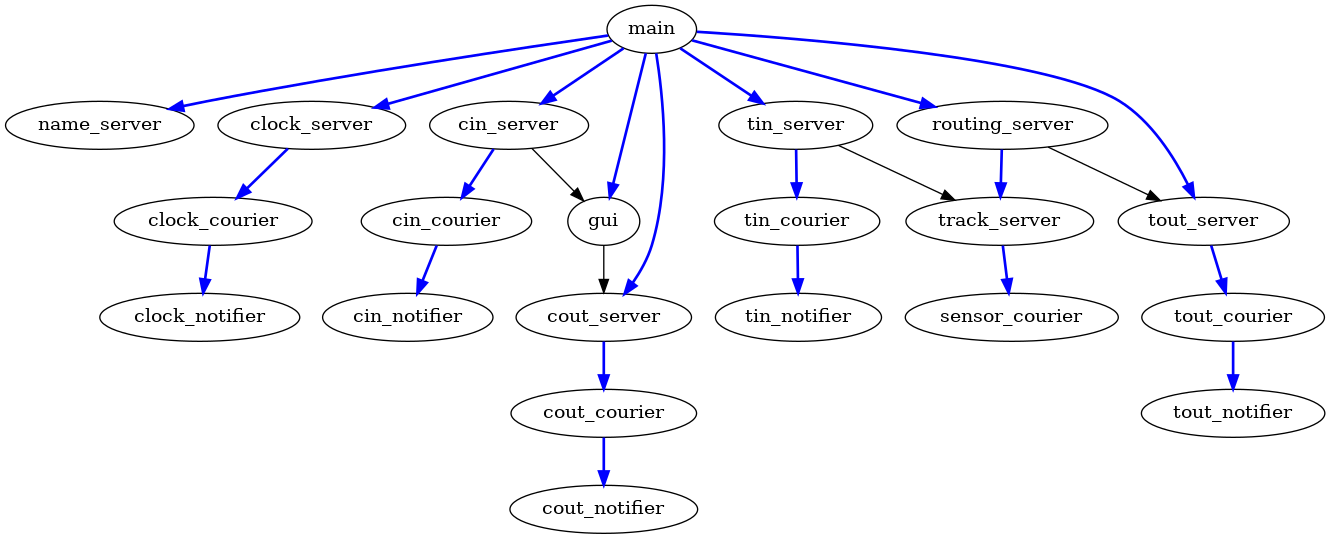 main
name_server
clock_server
cin_server
tin_server
routing_server
clock_courier
cin_courier
gui
tin_courier
track_server
tout_server
clock_notifier
cin_notifier
cout_server
tin_notifier
sensor_courier
tout_courier
cout_courier
tout_notifier
cout_notifier